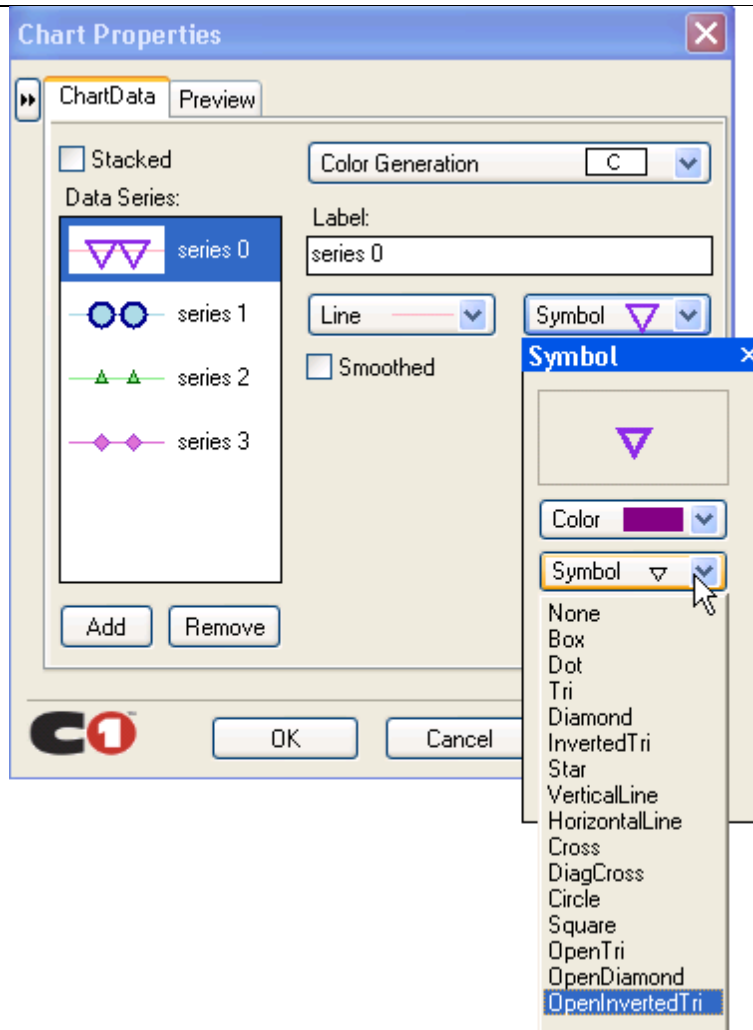 Chart Properties
ChartData
Preview
Stacked
Data Series:
series 0
series 1
series 2
series 3
Add
Remove
Color Generation
C
Label:
series 0
Line
Symbol
Smoothed
Symbol
Color
Symbol
None
Box
Dot
Tri
Diamond
InvertedTri
Star
VerticalLine
HorizontalLine
Cross
DiagCross
Circle
Square
OpenTri
OpenDiamond
OpenInvertedTri
C1
OK
Cancel